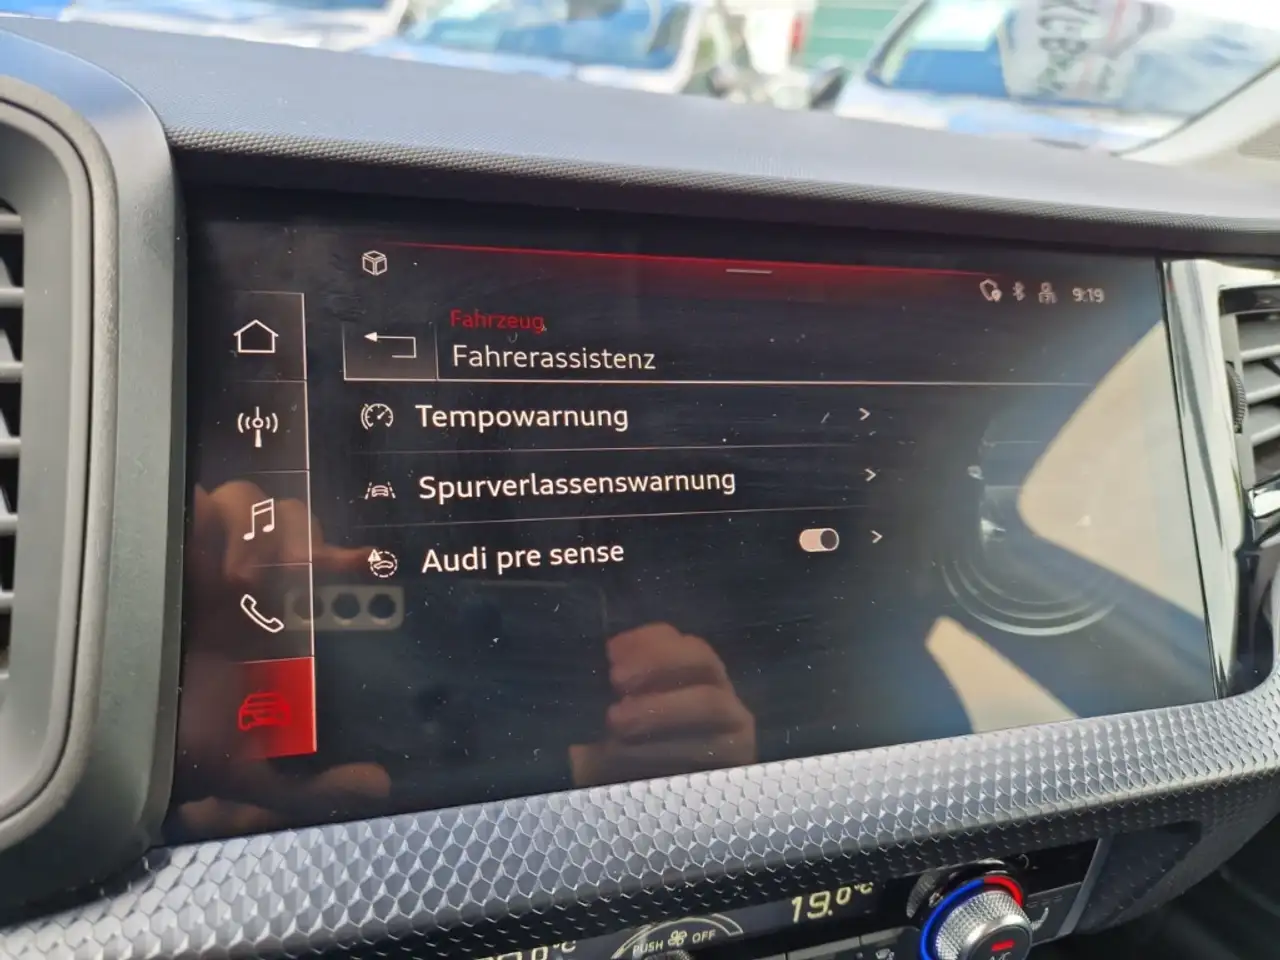 9:19
Fahrzeug
Fahrerassistenz
Tempowarnung
Spurverlassenswarnung
Audi pre sense
19.0°C
PUSH OFF